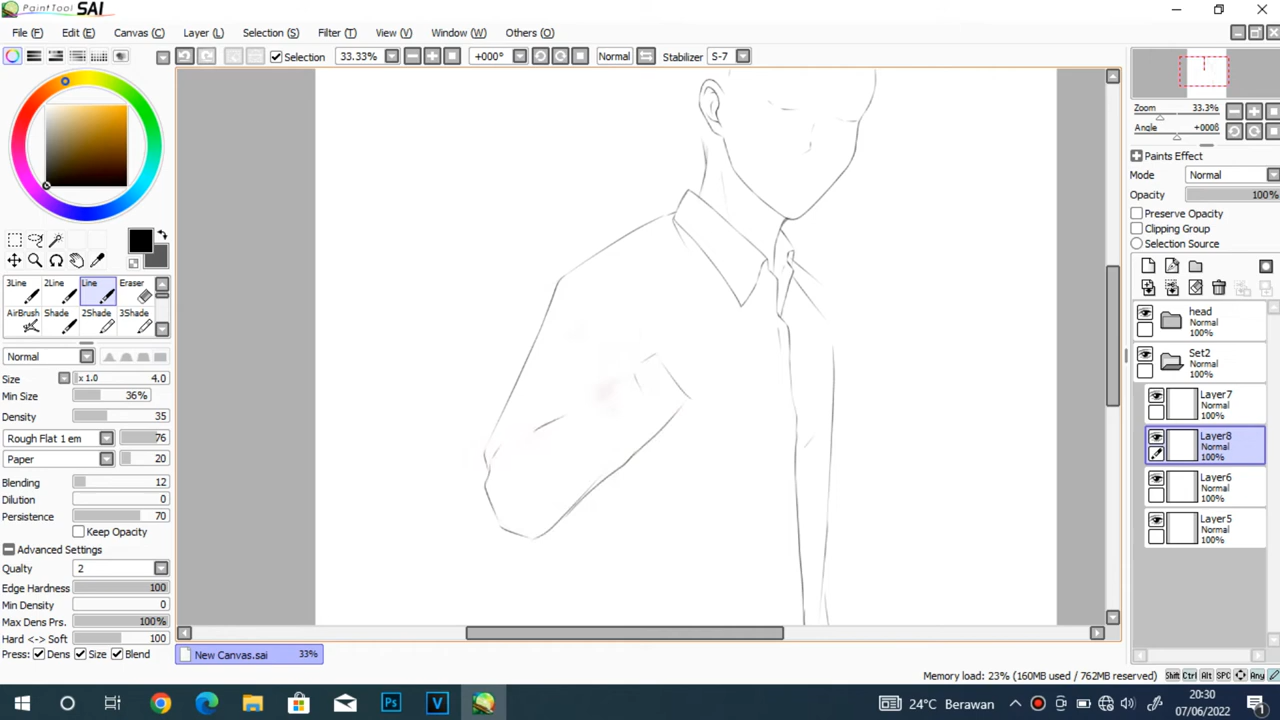 PaintTool SAI
File (F) Edit (E) Canvas (C) Layer (L) Selection (S) Filter (T) View (V) Window (W) Others (O)
Selection 33.33% +000° Normal Stabilizer S-7
Zoom 33.3%
Angle +000ß
Paints Effect
Mode Normal
Opacity 100%
Preserve Opacity
Clipping Group
Selection Source
3Line 2Line Line Eraser
AirBrush Shade 2Shade 3Shade
Normal
Size x 1.0 4.0
Min Size 36%
Density 35
Rough Flat 1 em 76
Paper 20
Blending 12
Dilution 0
Persistence 70
Keep Opacity
Advanced Settings
Qualty 2
Edge Hardness 100
Min Density 0
Max Dens Prs. 100%
Hard <-> Soft 100
Press: Dens Size Blend
head
Normal
100%
Set2
Normal
100%
Layer7
Normal
100%
Layer8
Normal
100%
Layer6
Normal
100%
Layer5
Normal
100%
New Canvas.sai 33%
Memory load: 23% (160MB used / 762MB reserved) Shift Ctrl Alt SPC Any
Ps V 24°C Berawan 20:30
07/06/2022 1